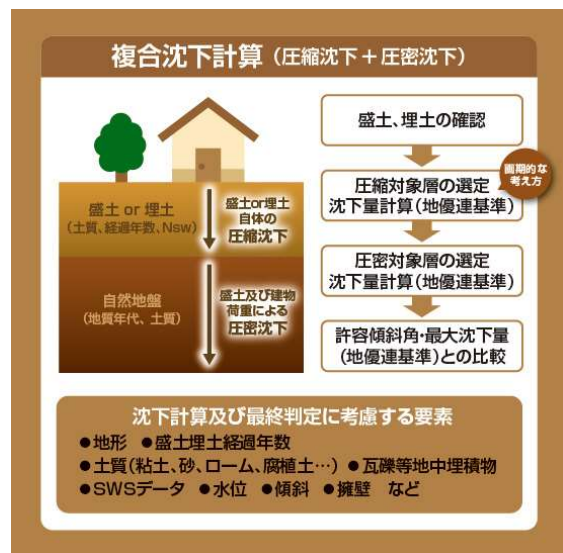 複合沈下計算（圧縮沈下＋圧密沈下）
盛土 or 埋土
（土質、経過年数、Nsw）
盛土or埋土
自体の
圧縮沈下
自然地盤
（地質年代、土質）
盛土及び建物
荷重による
圧密沈下
盛土、埋土の確認
画期的な
考え方
圧縮対象層の選定
沈下量計算（地優連基準）
圧密対象層の選定
沈下量計算（地優連基準）
許容傾斜角・最大沈下量
（地優連基準）との比較
沈下計算及び最終判定に考慮する要素
●地形 ●盛土埋土経過年数
●土質（粘土、砂、ローム、腐植土…） ●瓦礫等地中埋積物
●SWSデータ ●水位 ●傾斜 ●擁壁 など